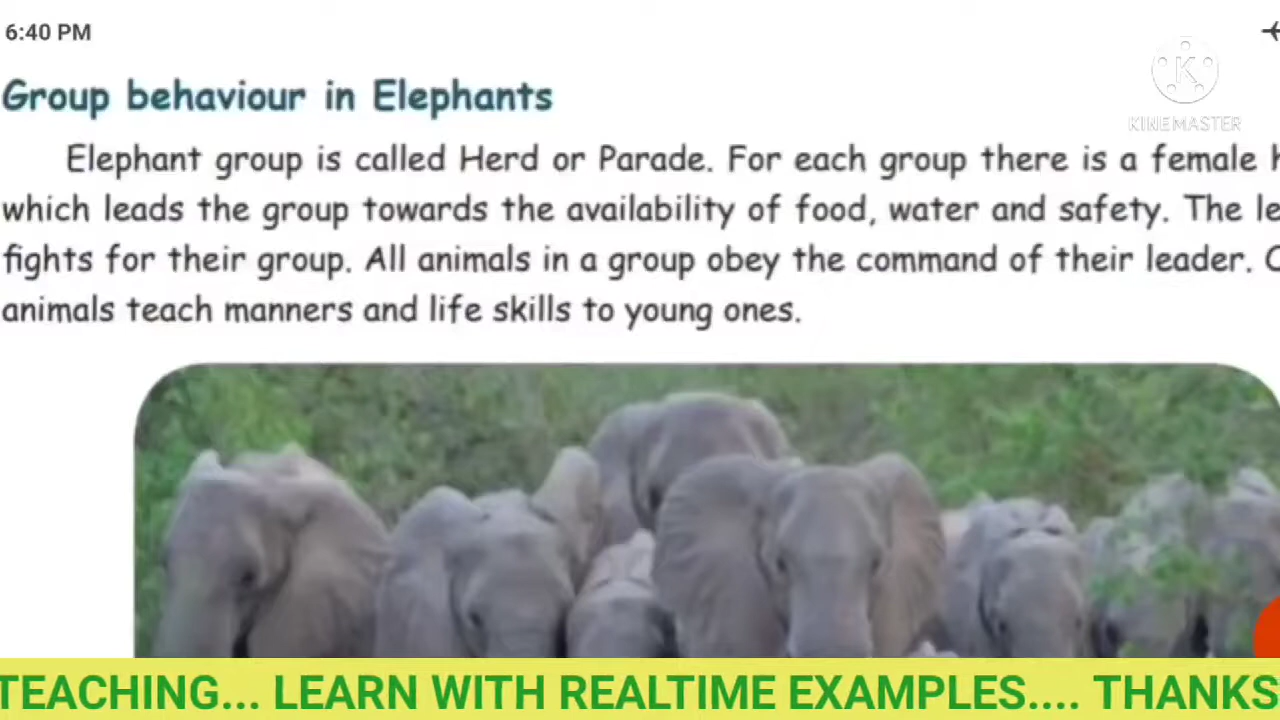 6:40 PM
KINEMASTER
Group behaviour in Elephants
Elephant group is called Herd or Parade. For each group there is a female
which leads the group towards the availability of food, water and safety. The
fights for their group. All animals in a group obey the command of their leader.
animals teach manners and life skills to young ones.
TEACHING... LEARN WITH REALTIME EXAMPLES.... THANKS